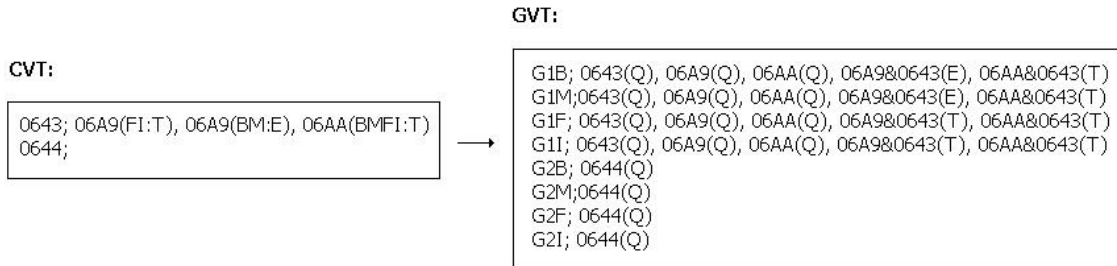 CVT:
0643; 06A9(FI:T), 06A9(BM:E), 06AA(BMFI:T)
0644;
GVT:
G1B; 0643(Q), 06A9(Q), 06AA(Q), 06A9&0643(E), 06AA&0643(T)
G1M;0643(Q), 06A9(Q), 06AA(Q), 06A9&0643(E), 06AA&0643(T)
G1F; 0643(Q), 06A9(Q), 06AA(Q), 06A9&0643(T), 06AA&0643(T)
G1I; 0643(Q), 06A9(Q), 06AA(Q), 06A9&0643(T), 06AA&0643(T)
G2B; 0644(Q)
G2M;0644(Q)
G2F; 0644(Q)
G2I; 0644(Q)